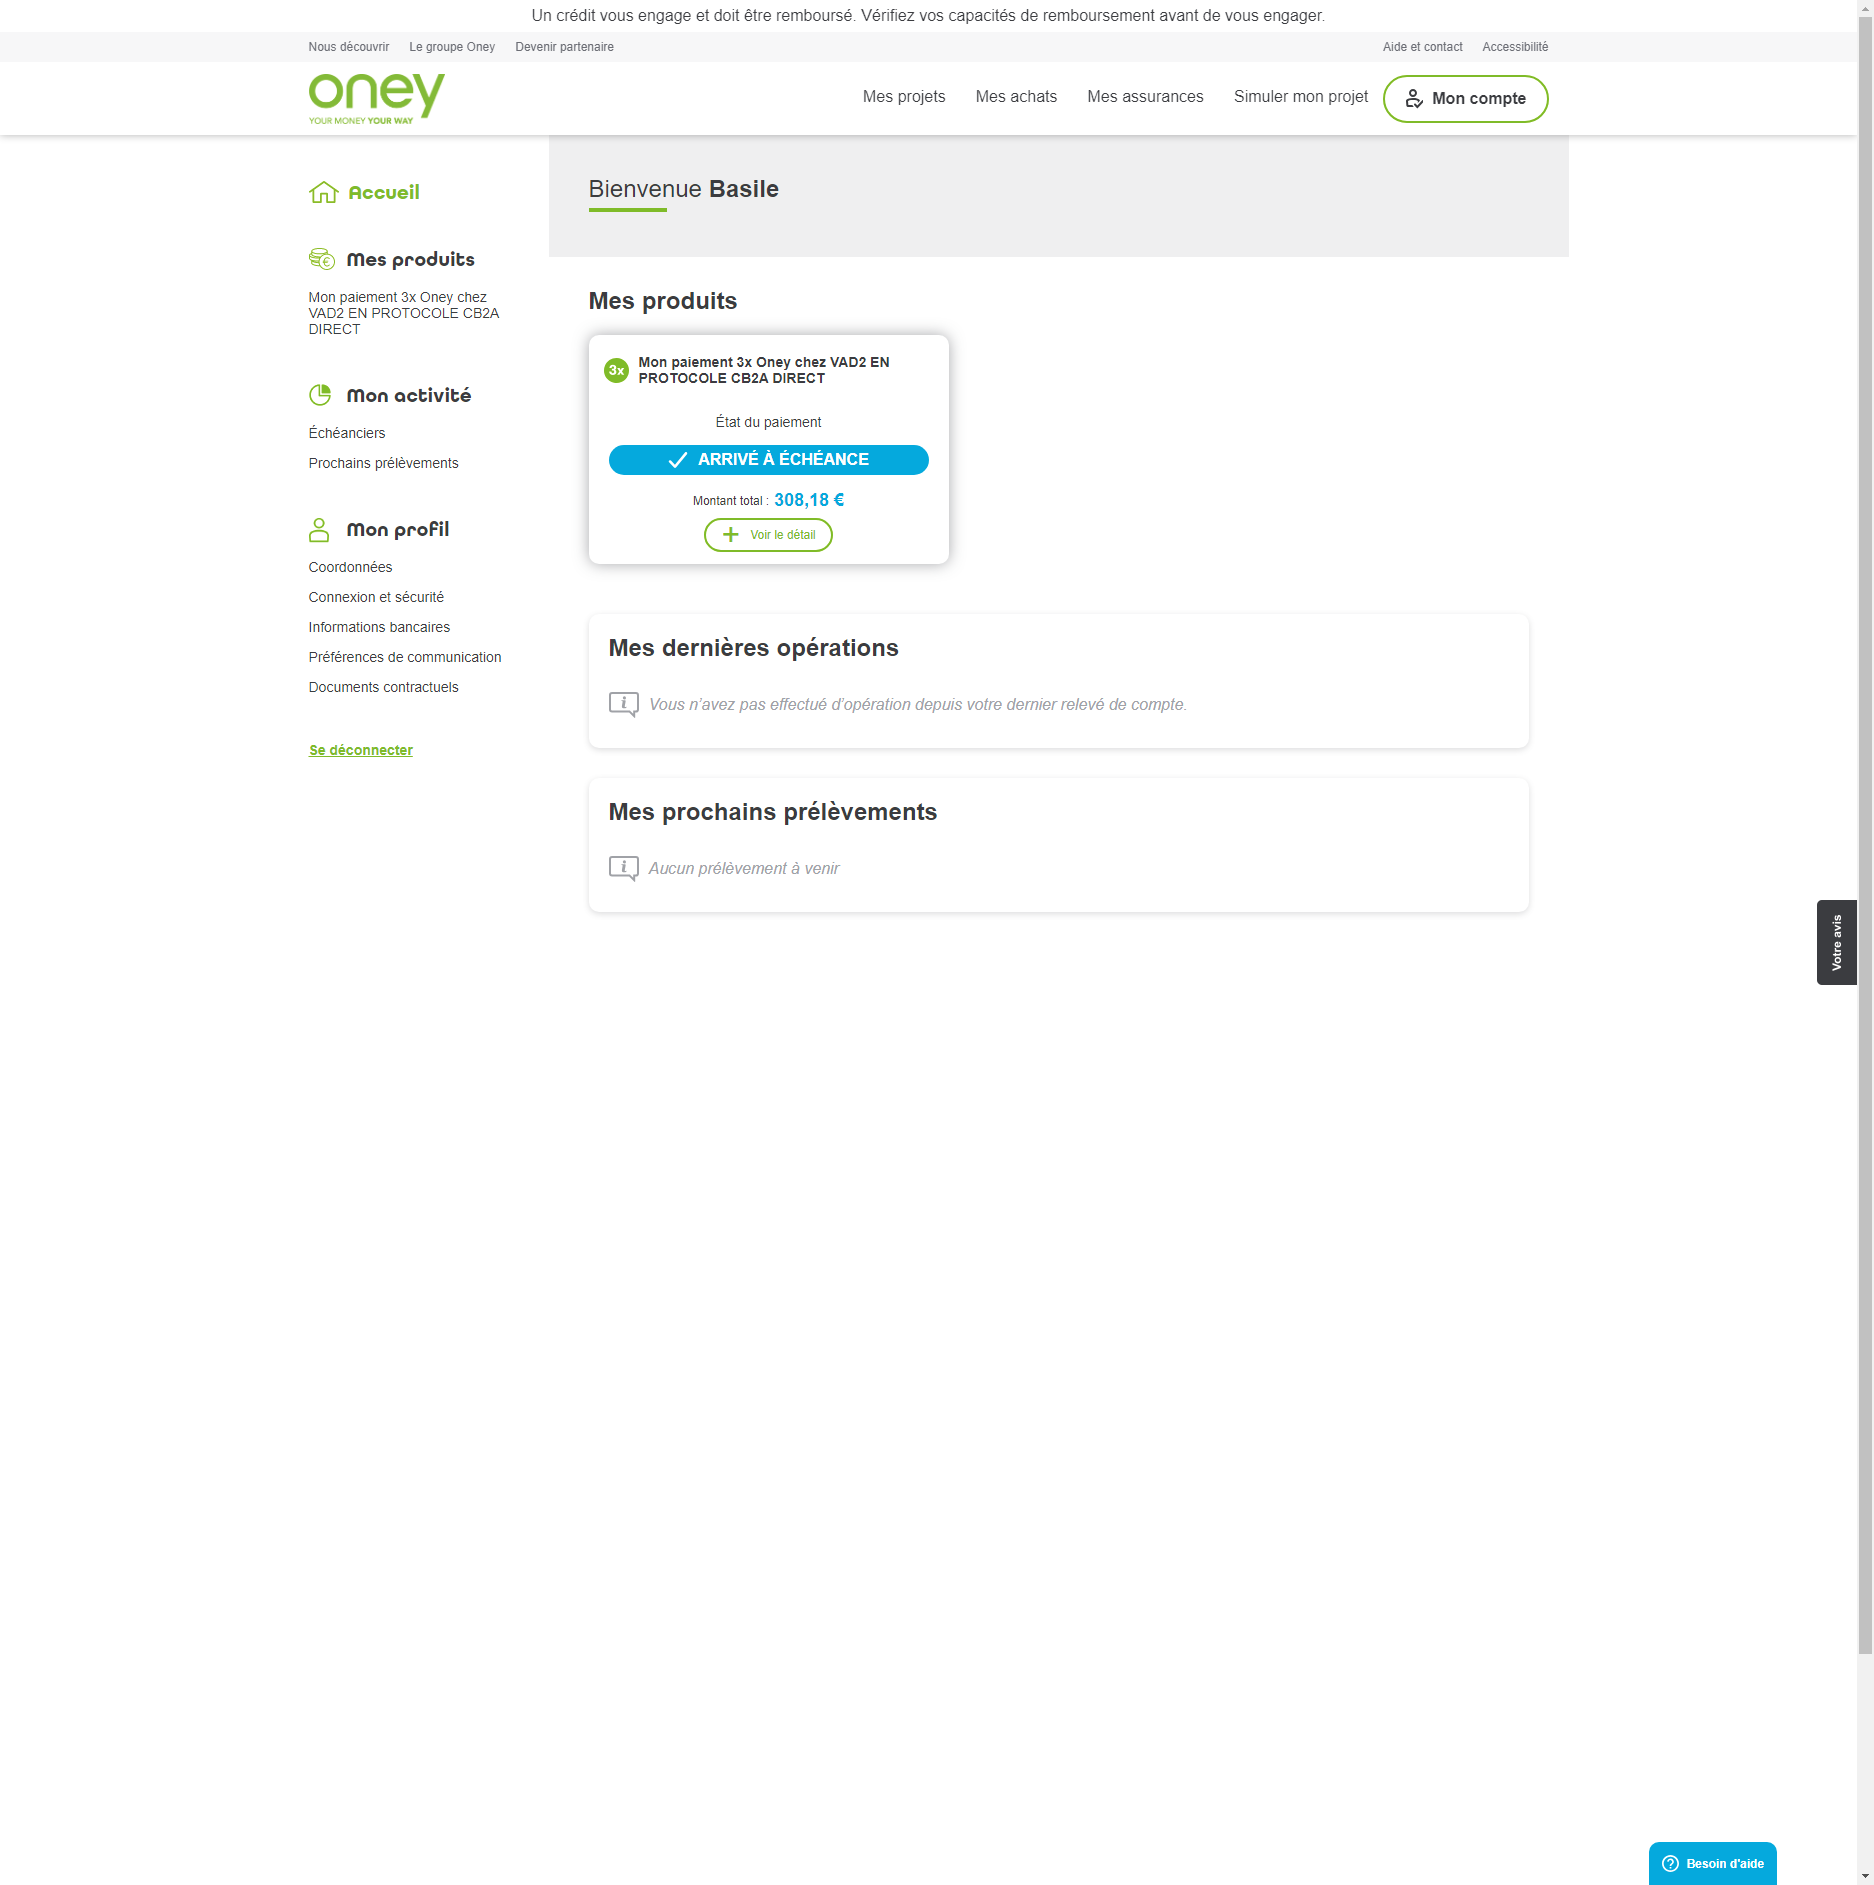 Un crédit vous engage et doit être remboursé. Vérifiez vos capacités de remboursement avant de vous engager.
Nous découvrir Le groupe Oney Devenir partenaire Aide et contact Accessibilité
oney
YOUR MONEY YOUR WAY
Mes projets Mes achats Mes assurances Simuler mon projet Mon compte
Accueil
Mes produits
Mon paiement 3x Oney chez
VAD2 EN PROTOCOLE CB2A
DIRECT
Mon activité
Échéanciers
Prochains prélèvements
Mon profil
Coordonnées
Connexion et sécurité
Informations bancaires
Préférences de communication
Documents contractuels
Se déconnecter
Bienvenue Basile
Mes produits
3x
Mon paiement 3x Oney chez VAD2 EN
PROTOCOLE CB2A DIRECT
État du paiement
ARRIVÉ À ÉCHÉANCE
Montant total : 308,18 €
Voir le détail
Mes dernières opérations
Vous n’avez pas effectué d’opération depuis votre dernier relevé de compte.
Mes prochains prélèvements
Aucun prélèvement à venir
Votre avis
Besoin d'aide